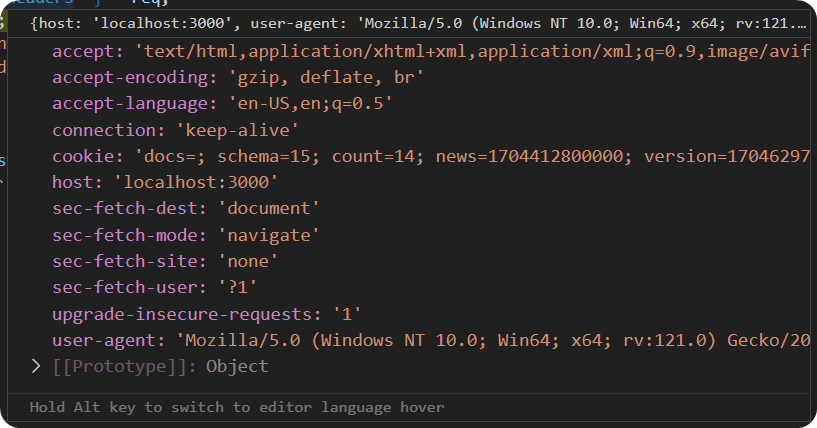 req;
{host: 'localhost:3000', user-agent: 'Mozilla/5.0 (Windows NT 10.0; Win64; x64; rv:121.…
accept: 'text/html,application/xhtml+xml,application/xml;q=0.9,image/avif
accept-encoding: 'gzip, deflate, br'
accept-language: 'en-US,en;q=0.5'
connection: 'keep-alive'
cookie: 'docs=; schema=15; count=14; news=1704412800000; version=17046297
host: 'localhost:3000'
sec-fetch-dest: 'document'
sec-fetch-mode: 'navigate'
sec-fetch-site: 'none'
sec-fetch-user: '?1'
upgrade-insecure-requests: '1'
user-agent: 'Mozilla/5.0 (Windows NT 10.0; Win64; x64; rv:121.0) Gecko/20
[[Prototype]]: Object
Hold Alt key to switch to editor language hover